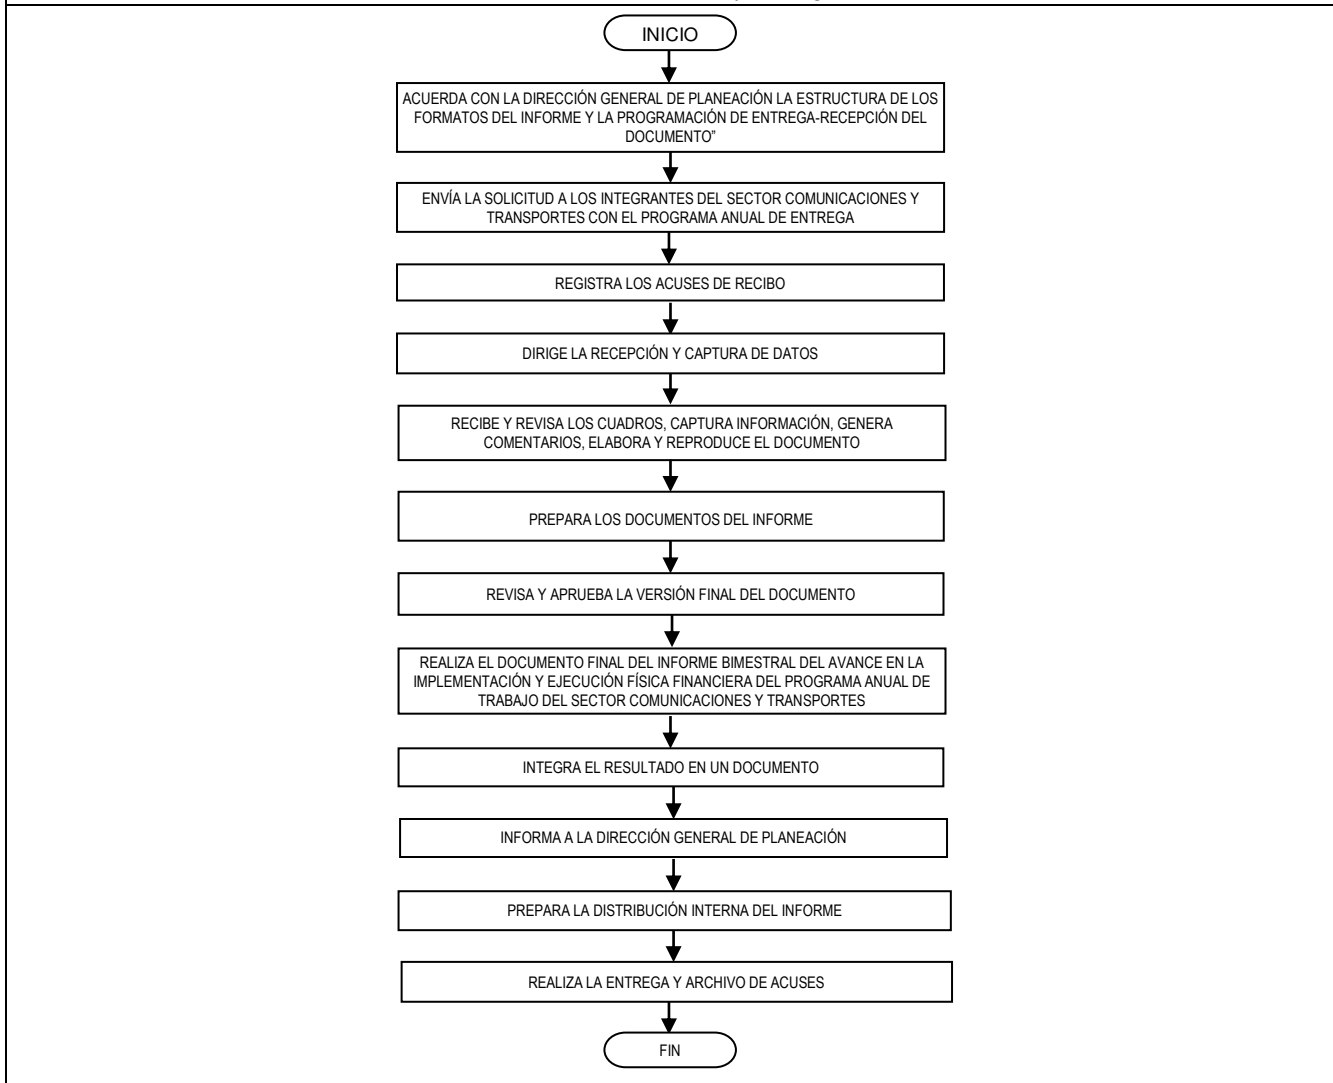 INICIO
ACUERDA CON LA DIRECCIÓN GENERAL DE PLANEACIÓN LA ESTRUCTURA DE LOS
FORMATOS DEL INFORME Y LA PROGRAMACIÓN DE ENTREGA-RECEPCIÓN DEL
DOCUMENTO"
ENVÍA LA SOLICITUD A LOS INTEGRANTES DEL SECTOR COMUNICACIONES Y
TRANSPORTES CON EL PROGRAMA ANUAL DE ENTREGA
REGISTRA LOS ACUSES DE RECIBO
DIRIGE LA RECEPCIÓN Y CAPTURA DE DATOS
RECIBE Y REVISA LOS CUADROS, CAPTURA INFORMACIÓN, GENERA
COMENTARIOS, ELABORA Y REPRODUCE EL DOCUMENTO
PREPARA LOS DOCUMENTOS DEL INFORME
REVISA Y APRUEBA LA VERSIÓN FINAL DEL DOCUMENTO
REALIZA EL DOCUMENTO FINAL DEL INFORME BIMESTRAL DEL AVANCE EN LA
IMPLEMENTACIÓN Y EJECUCIÓN FÍSICA FINANCIERA DEL PROGRAMA ANUAL DE
TRABAJO DEL SECTOR COMUNICACIONES Y TRANSPORTES
INTEGRA EL RESULTADO EN UN DOCUMENTO
INFORMA A LA DIRECCIÓN GENERAL DE PLANEACIÓN
PREPARA LA DISTRIBUCIÓN INTERNA DEL INFORME
REALIZA LA ENTREGA Y ARCHIVO DE ACUSES
FIN